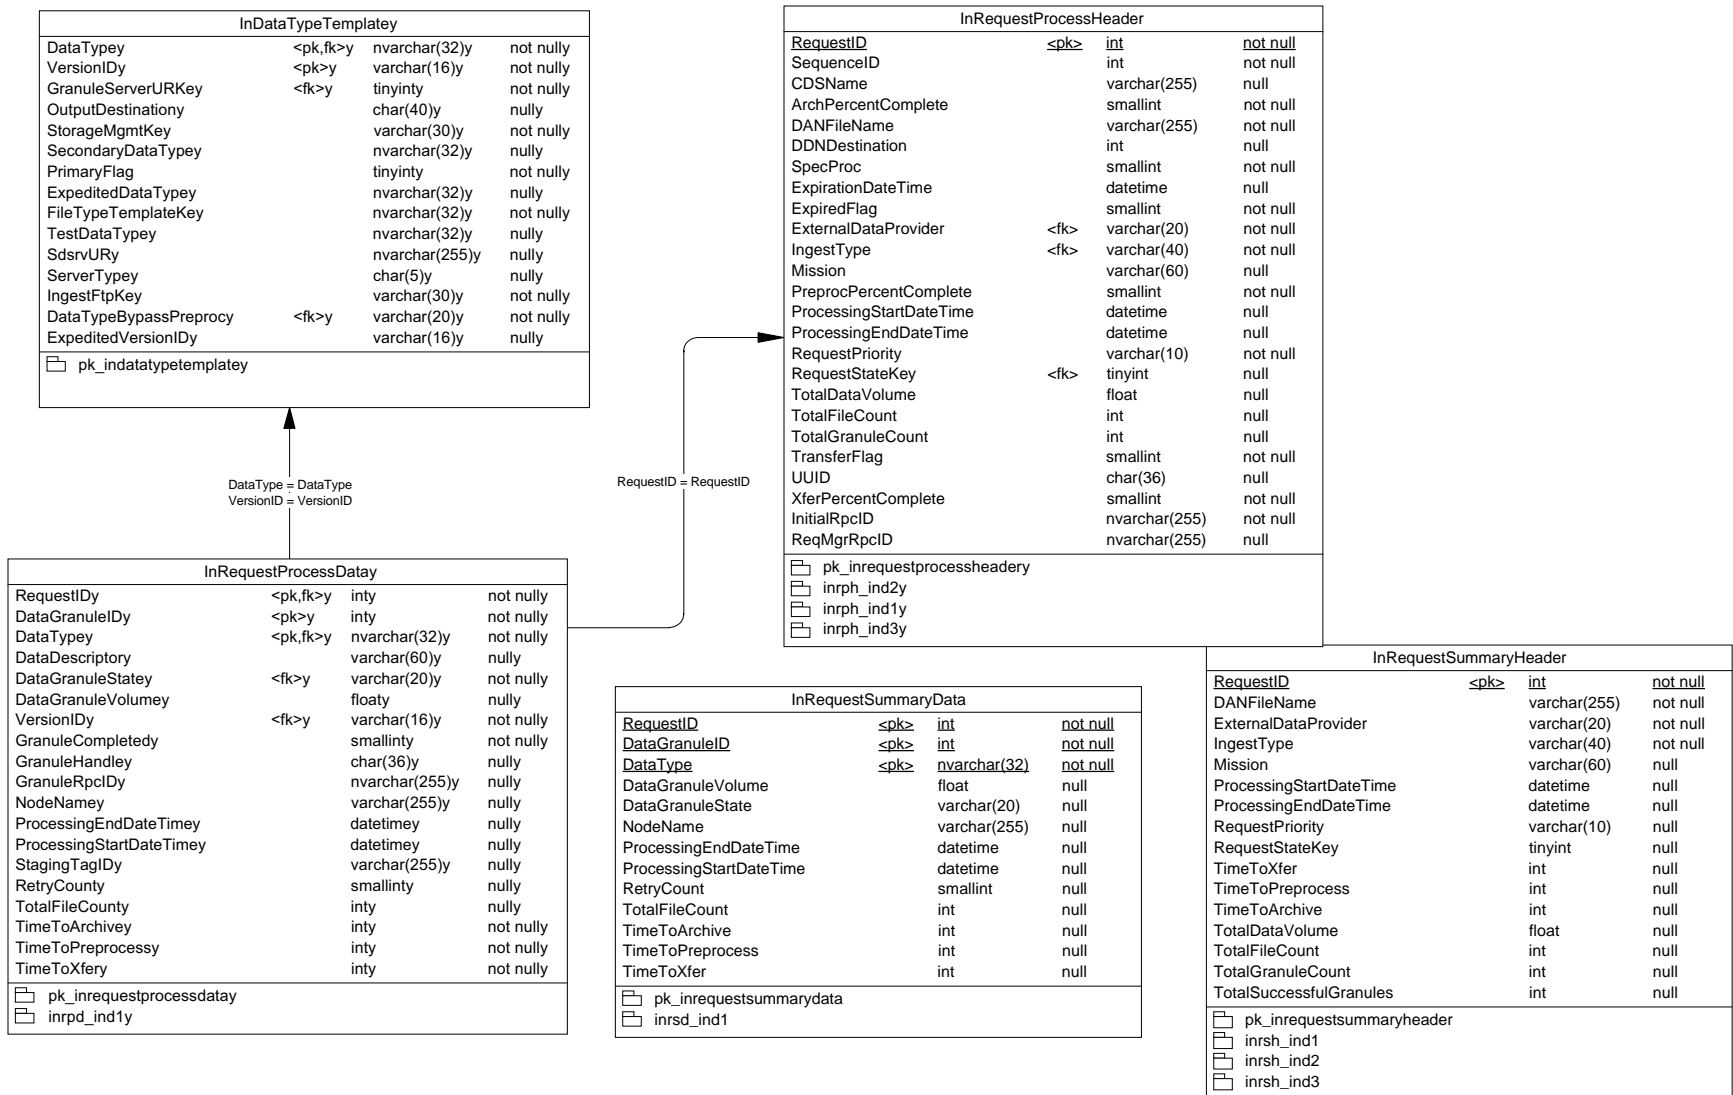 InDataTypeTemplatey
DataTypey <pk,fk>y nvarchar(32)y not nully
VersionIDy <pk>y varchar(16)y not nully
GranuleServerURKey <fk>y tinyinty not nully
OutputDestinationy char(40)y nully
StorageMgmtKey varchar(30)y not nully
SecondaryDataTypey nvarchar(32)y nully
PrimaryFlag tinyinty not nully
ExpeditedDataTypey nvarchar(32)y nully
FileTypeTemplateKey nvarchar(32)y not nully
TestDataTypey nvarchar(32)y nully
SdsrvURy nvarchar(255)y nully
ServerTypey char(5)y nully
IngestFtpKey varchar(30)y not nully
DataTypeBypassPreprocy <fk>y varchar(20)y not nully
ExpeditedVersionIDy varchar(16)y nully
pk_indatatypetemplatey
InRequestProcessHeader
RequestID <pk> int not null
SequenceID int not null
CDSName varchar(255) null
ArchPercentComplete smallint not null
DANFileName varchar(255) not null
DDNDestination int null
SpecProc smallint not null
ExpirationDateTime datetime null
ExpiredFlag smallint not null
ExternalDataProvider <fk> varchar(20) not null
IngestType <fk> varchar(40) not null
Mission varchar(60) null
PreprocPercentComplete smallint not null
ProcessingStartDateTime datetime null
ProcessingEndDateTime datetime null
RequestPriority varchar(10) not null
RequestStateKey <fk> tinyint null
TotalDataVolume float null
TotalFileCount int null
TotalGranuleCount int null
TransferFlag smallint not null
UUID char(36) null
XferPercentComplete smallint not null
InitialRpcID nvarchar(255) not null
ReqMgrRpcID nvarchar(255) null
pk_inrequestprocessheadery
inrph_ind2y
inrph_ind1y
inrph_ind3y
DataType = DataType
VersionID = VersionID
RequestID = RequestID
InRequestProcessDatay
RequestIDy <pk,fk>y inty not nully
DataGranuleIDy <pk>y inty not nully
DataTypey <pk,fk>y nvarchar(32)y not nully
DataDescriptory varchar(60)y nully
DataGranuleStatey <fk>y varchar(20)y not nully
DataGranuleVolumey floaty nully
VersionIDy <fk>y varchar(16)y not nully
GranuleCompletedy smallinty not nully
GranuleHandley char(36)y nully
GranuleRpcIDy nvarchar(255)y nully
NodeNamey varchar(255)y nully
ProcessingEndDateTimey datetimey nully
ProcessingStartDateTimey datetimey nully
StagingTagIDy varchar(255)y nully
RetryCounty smallinty nully
TotalFileCounty inty nully
TimeToArchivey inty not nully
TimeToPreprocessy inty not nully
TimeToXfery inty not nully
pk_inrequestprocessdatay
inrpd_ind1y
InRequestSummaryData
RequestID <pk> int not null
DataGranuleID <pk> int not null
DataType <pk> nvarchar(32) not null
DataGranuleVolume float null
DataGranuleState varchar(20) null
NodeName varchar(255) null
ProcessingEndDateTime datetime null
ProcessingStartDateTime datetime null
RetryCount smallint null
TotalFileCount int null
TimeToArchive int null
TimeToPreprocess int null
TimeToXfer int null
pk_inrequestsummarydata
inrsd_ind1
InRequestSummaryHeader
RequestID <pk> int not null
DANFileName varchar(255) not null
ExternalDataProvider varchar(20) not null
IngestType varchar(40) not null
Mission varchar(60) null
ProcessingStartDateTime datetime null
ProcessingEndDateTime datetime null
RequestPriority varchar(10) null
RequestStateKey tinyint null
TimeToXfer int null
TimeToPreprocess int null
TimeToArchive int null
TotalDataVolume float null
TotalFileCount int null
TotalGranuleCount int null
TotalSuccessfulGranules int null
pk_inrequestsummaryheader
inrsh_ind1
inrsh_ind2
inrsh_ind3